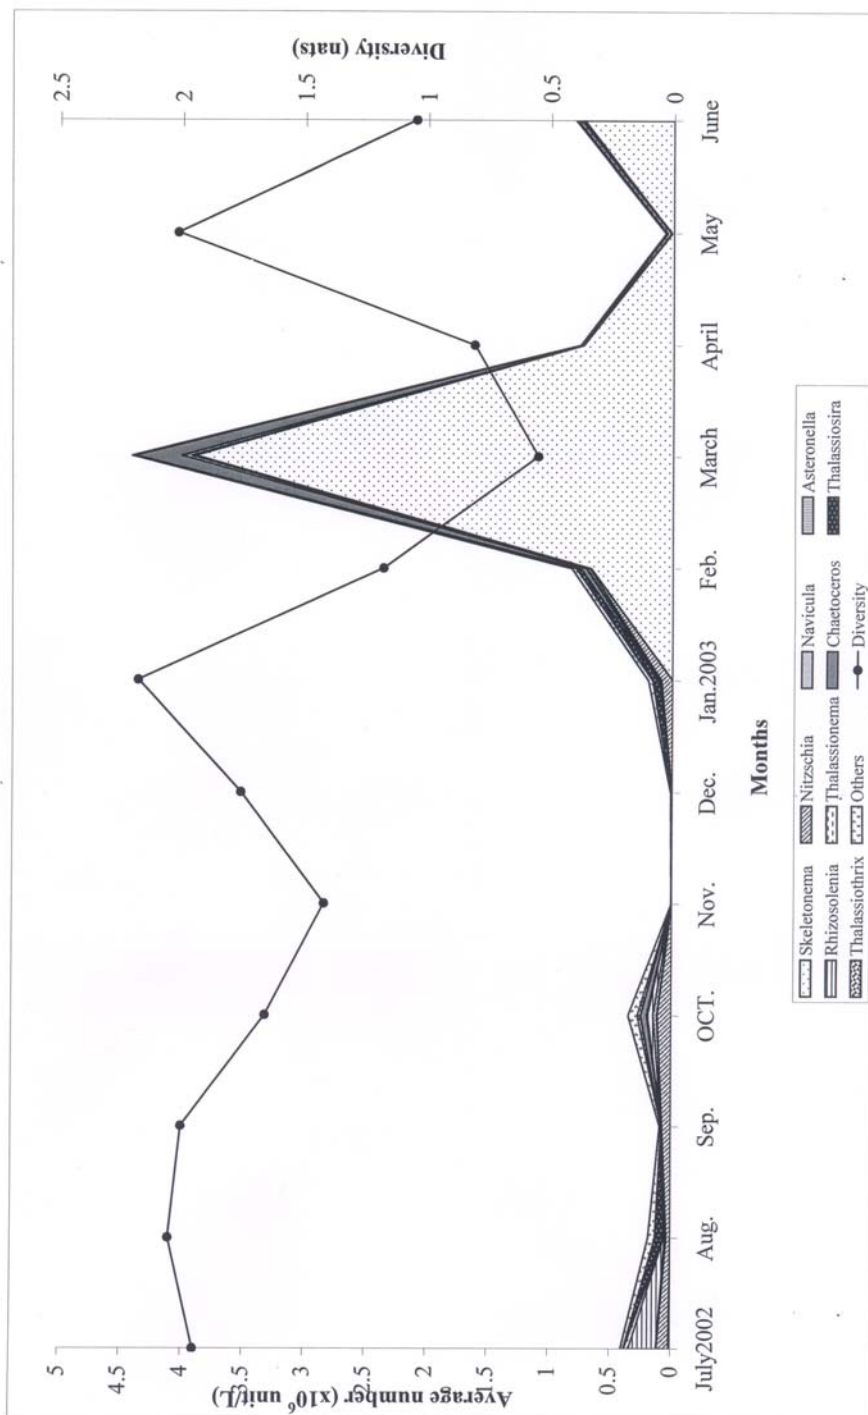 Average number (x10⁶ unit/L)
5
4.5
4
3.5
3
2.5
2
1.5
1
0.5
0
Diversity (nats)
2.5
2
1.5
1
0.5
0
July2002 Aug. Sep. OCT. Nov. Dec. Jan.2003 Feb. March April May June
Months
Skeletonema Nitzschia Navicula Asteronella
Rhizosolenia Thalassionema Chaetoceros Thalassiosira
Thalassiothrix Others Diversity